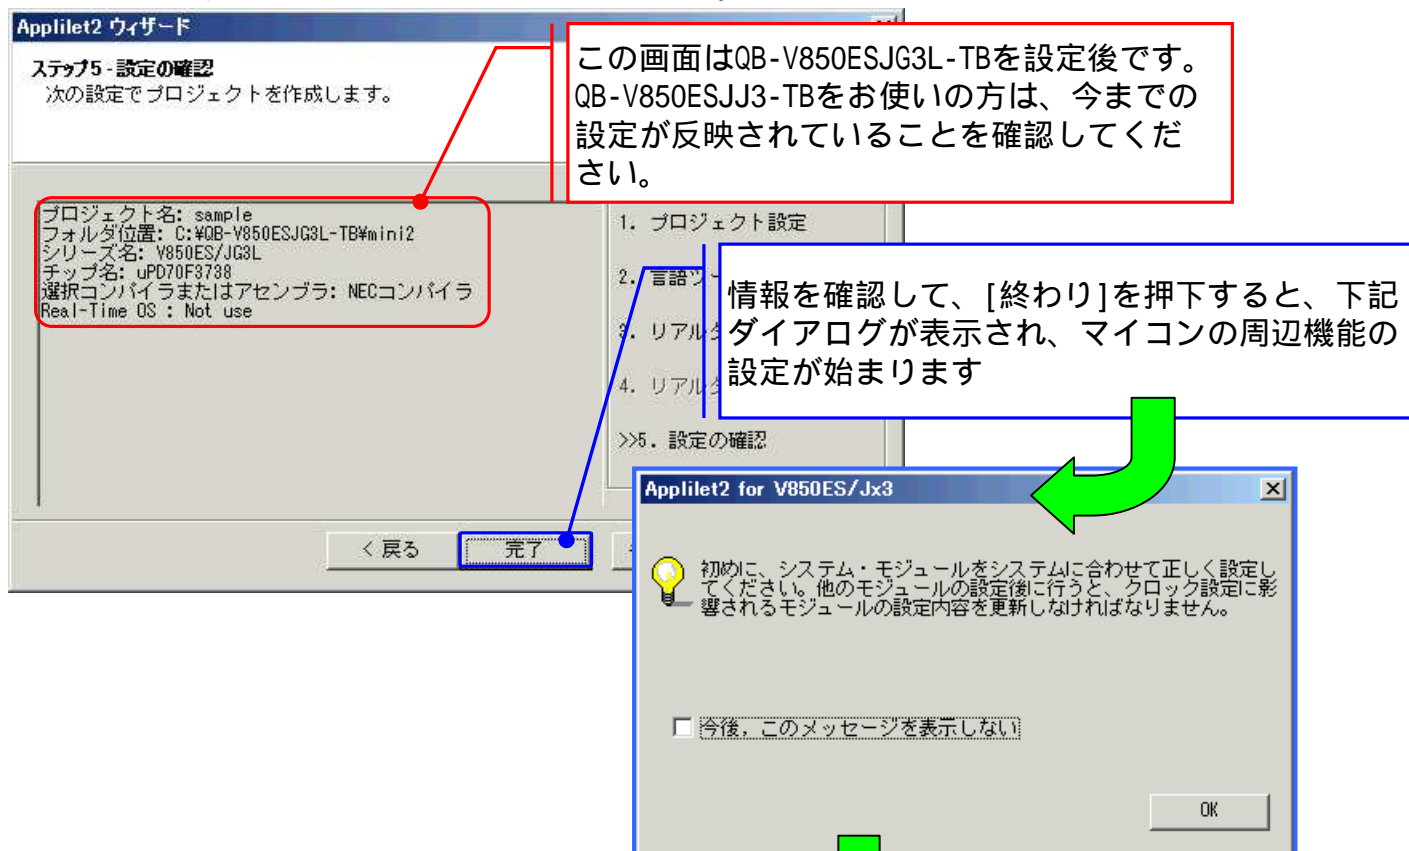 Applilet2 ウィザード
ステップ5 - 設定の確認
次の設定でプロジェクトを作成します。
この画面はQB-V850ESJG3L-TBを設定後です。
QB-V850ESJJ3-TBをお使いの方は、今までの
設定が反映されていることを確認してくだ
さい。
プロジェクト名: sample
フォルダ位置: C:¥QB-V850ESJG3L-TB¥mini2
シリーズ名: V850ES/JG3L
チップ名: uPD70F3738
選択コンパイラまたはアセンブラ: NECコンパイラ
Real-Time OS : Not use
1. プロジェクト設定
2. 言語ツー
3. リアルタ
4. リアルタ
>>5. 設定の確認
情報を確認して、[終わり]を押下すると、下記
ダイアログが表示され、マイコンの周辺機能の
設定が始まります
< 戻る
完了
Applilet2 for V850ES/Jx3
初めに、システム・モジュールをシステムに合わせて正しく設定し
てください。他のモジュールの設定後に行うと、クロック設定に影
響されるモジュールの設定内容を更新しなければなりません。
今後, このメッセージを表示しない
OK